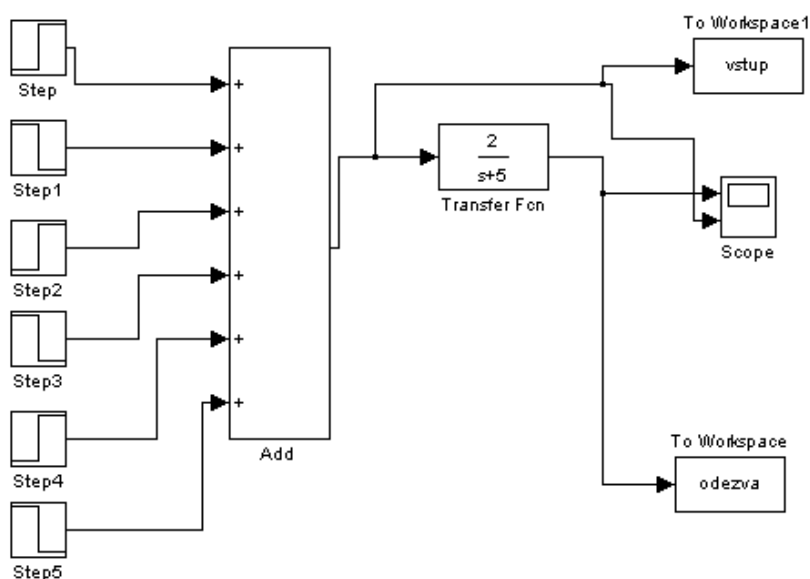 To Workspace1
vstup
Step
+
Step1
+
2
s+5
Transfer Fcn
Step2
+
Scope
Step3
+
Step4
+
Add
To Workspace
odezva
Step5
+